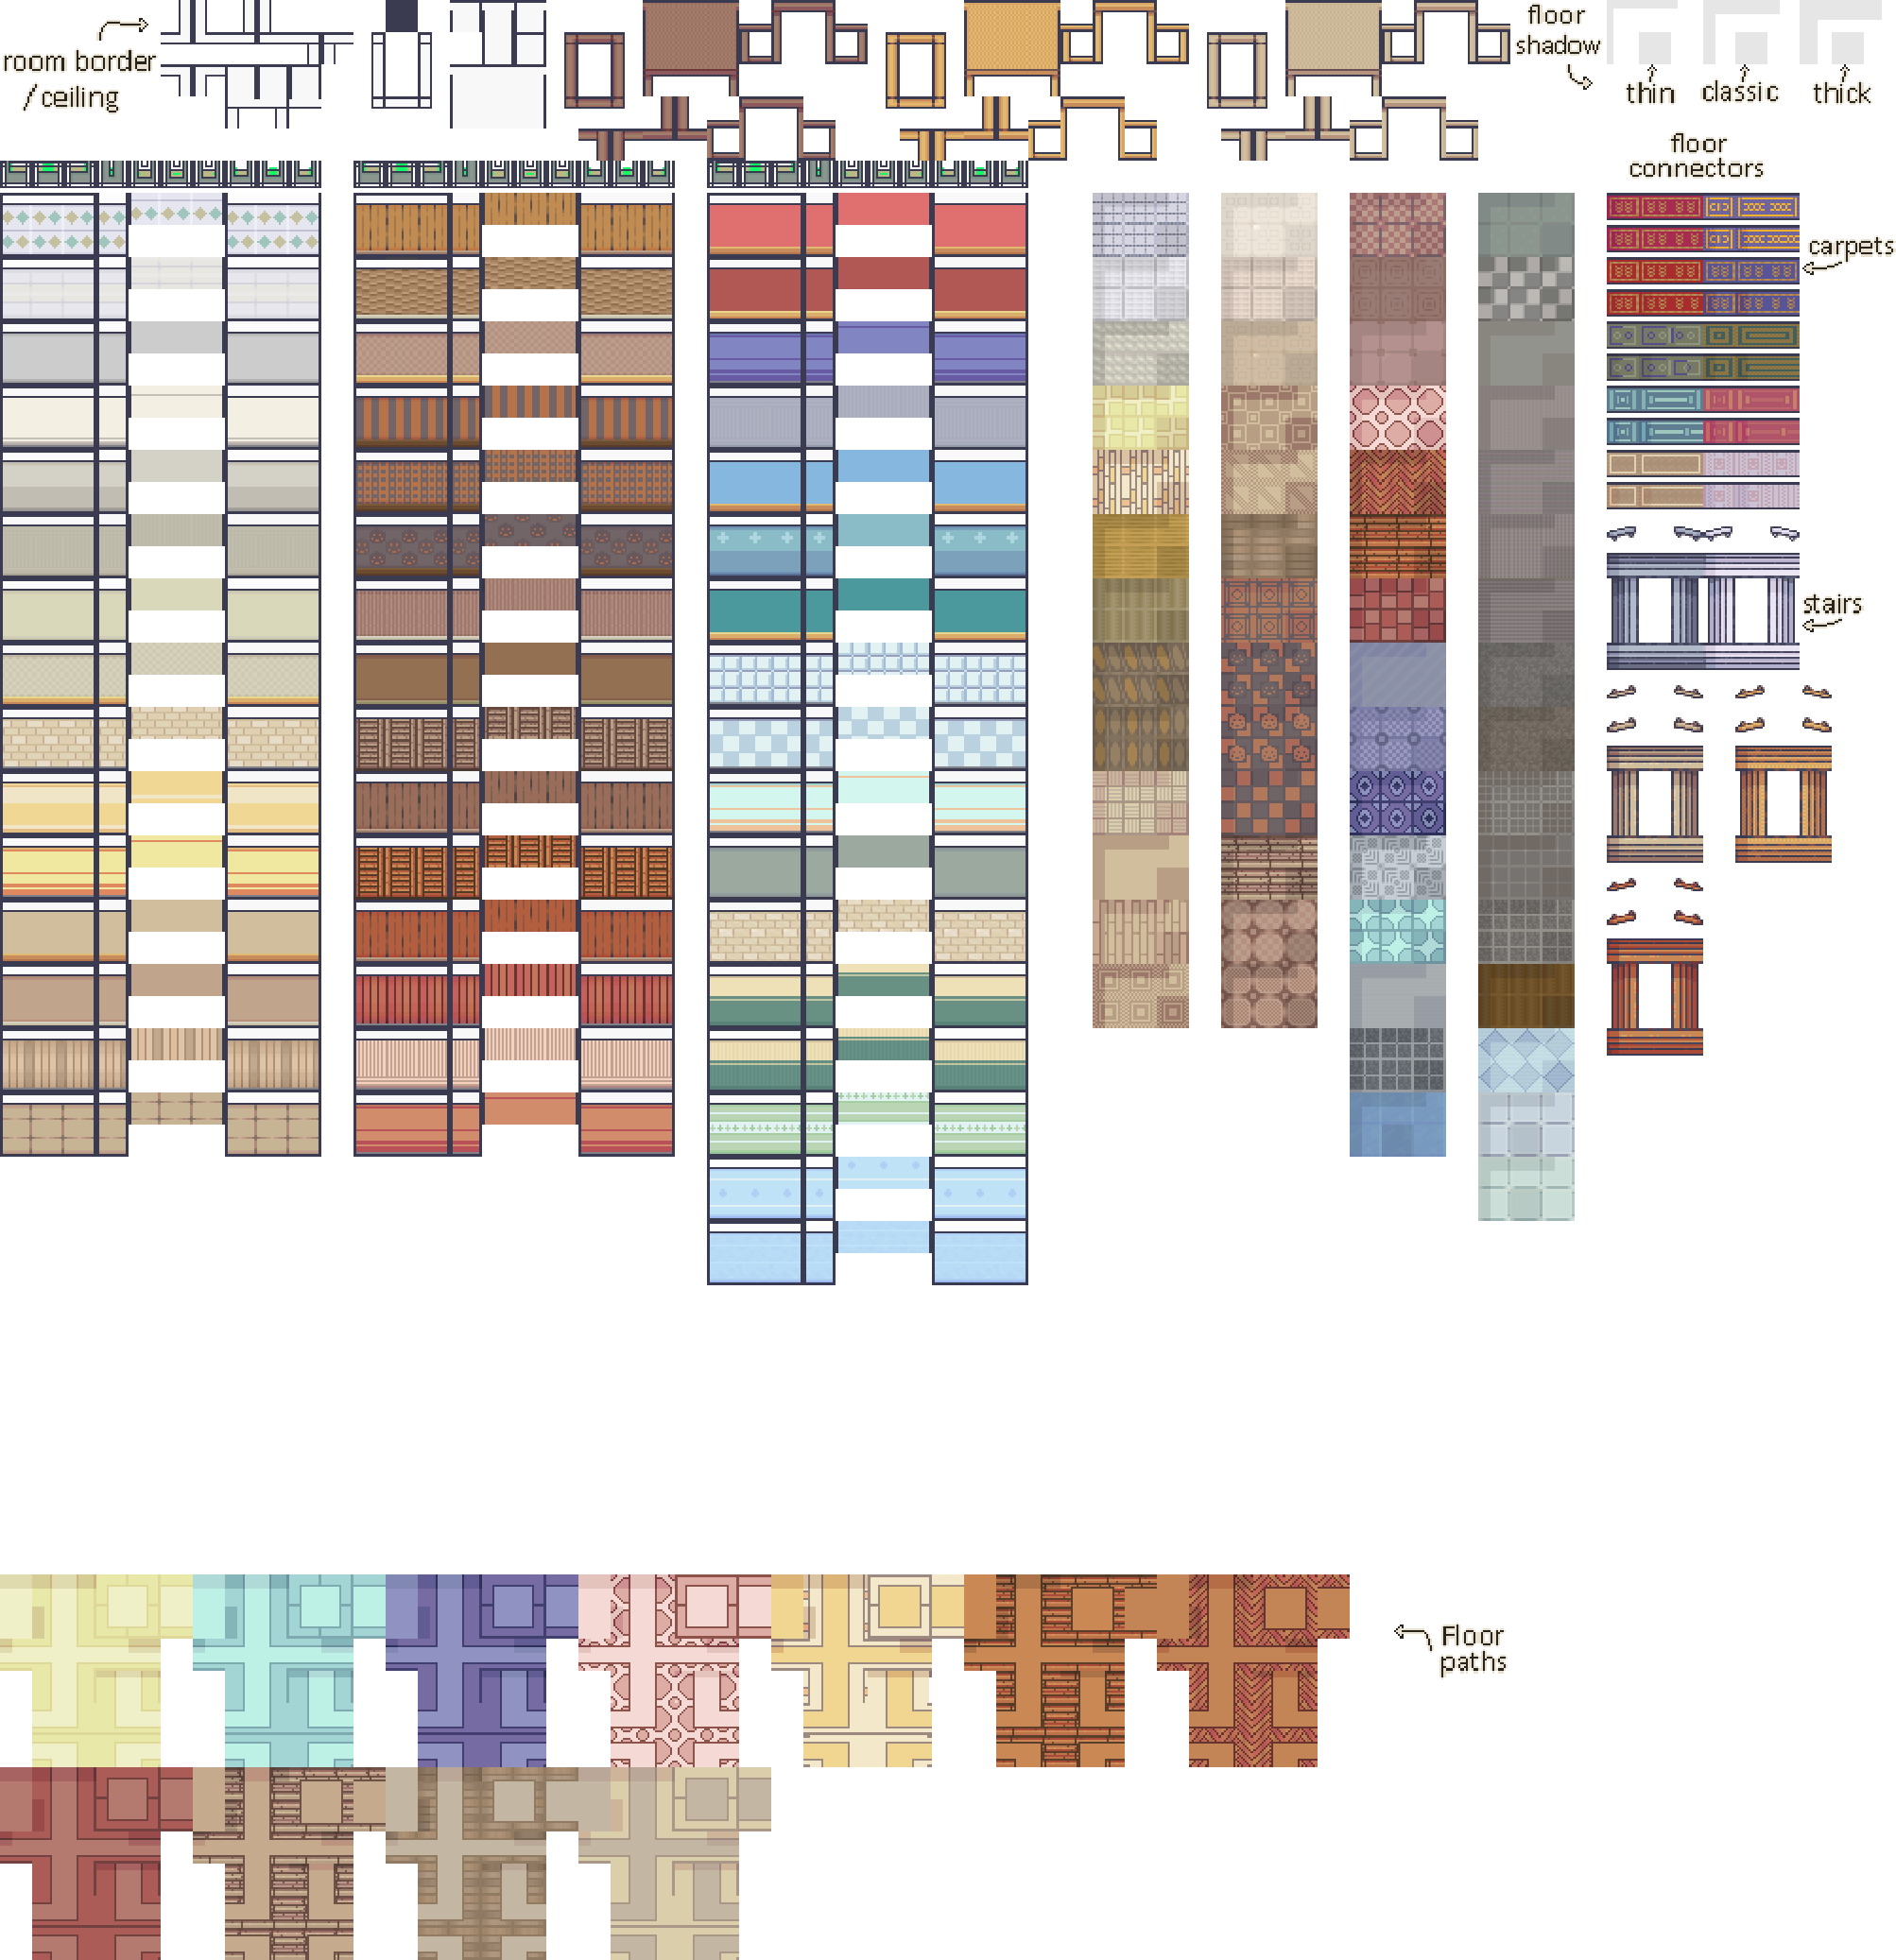 room border
/ ceiling
floor
shadow
thin
classic
thick
floor
connectors
carpets
stairs
Floor
paths